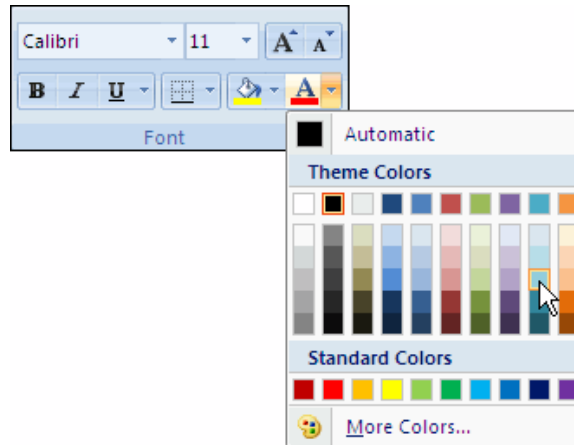 Calibri 11 A A
B I U A
Font
Automatic
Theme Colors
Standard Colors
More Colors...